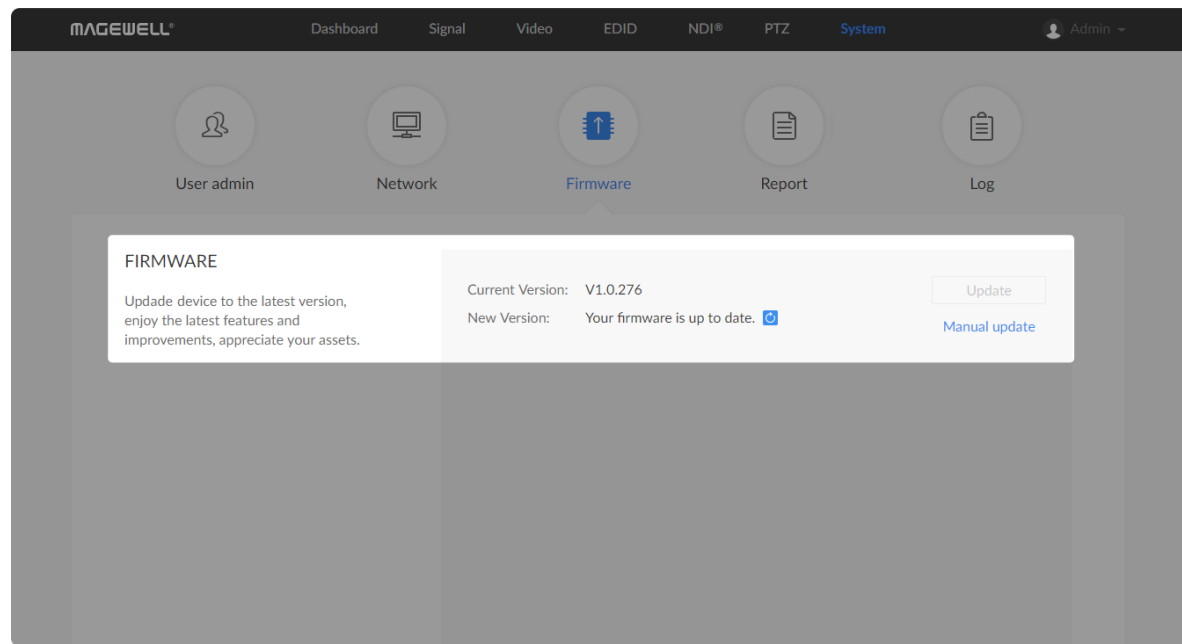 MAGEWELL®
Dashboard Signal Video EDID NDI® PTZ System Admin
User admin Network Firmware Report Log
FIRMWARE
Updade device to the latest version,
enjoy the latest features and
improvements, appreciate your assets.
Current Version: V1.0.276
New Version: Your firmware is up to date.
Update
Manual update